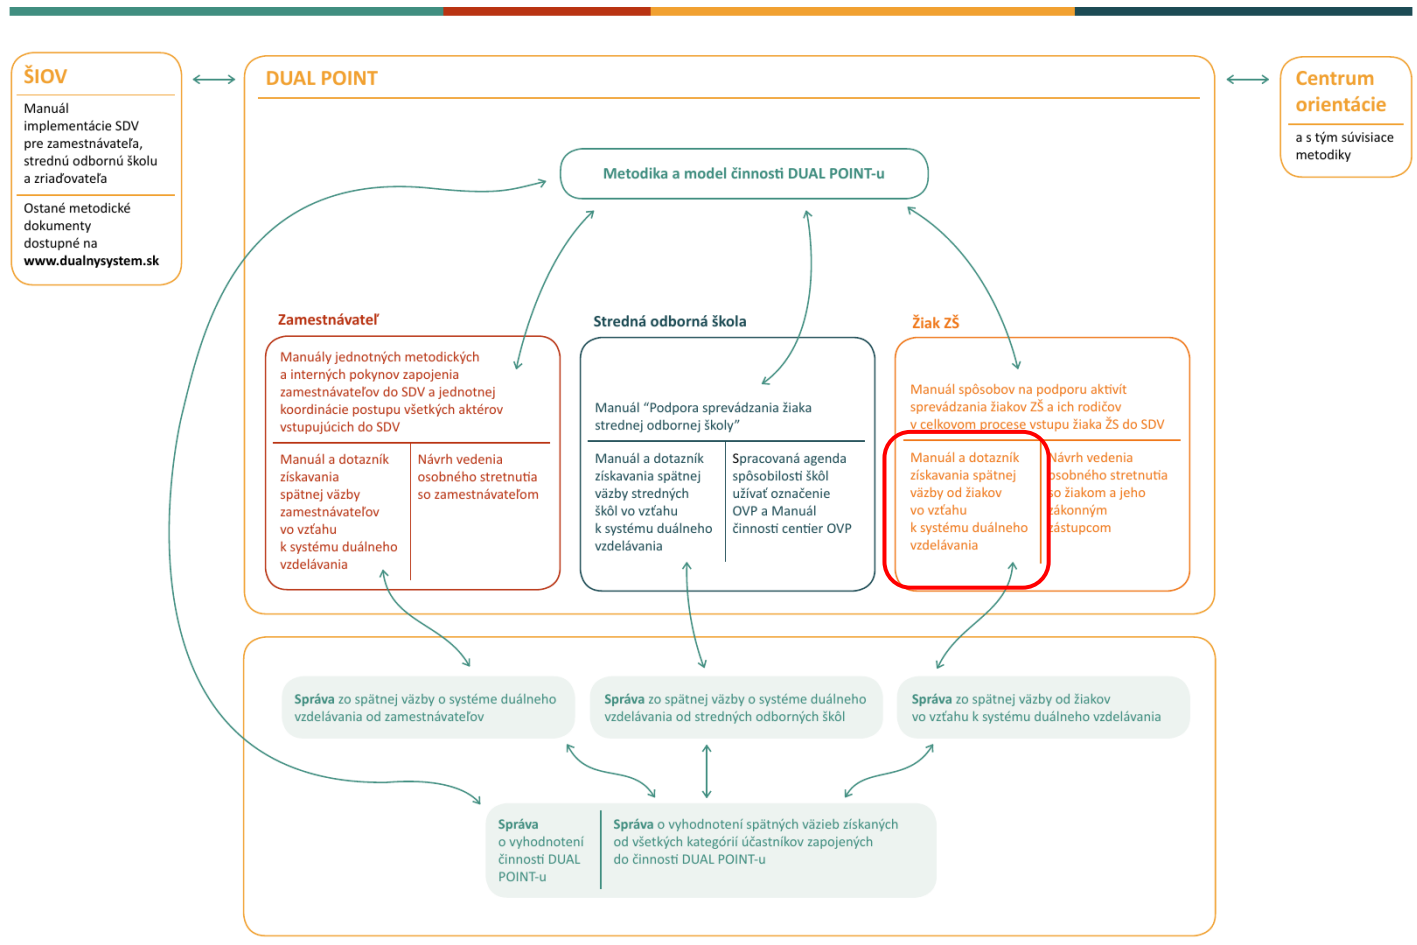 ŠIOV
Manuál
implementácie SDV
pre zamestnávateľa,
strednú odbornú školu
a zriaďovateľa
Ostané metodické
dokumenty
dostupné na
www.dualnysystem.sk
DUAL POINT
Centrum
orientácie
a s tým súvisiace
metodiky
Metodika a model činnosti DUAL POINT-u
Zamestnávateľ
Manuály jednotných metodických
a interných pokynov zapojenia
zamestnávateľov do SDV a jednotnej
koordinácie postupu všetkých aktérov
vstupujúcich do SDV
Manuál a dotazník
získavania
spätnej väzby
zamestnávateľov
vo vzťahu
k systému duálneho
vzdelávania
Návrh vedenia
osobného stretnutia
so zamestnávateľom
Stredná odborná škola
Manuál “Podpora sprevádzania žiaka
strednej odbornej školy”
Manuál a dotazník
získavania spätnej
väzby stredných
škôl vo vzťahu
k systému duálneho
vzdelávania
Spracovaná agenda
spôsobilostí škôl
užívať označenie
OVP a Manuál
činností centier OVP
Žiak ZŠ
Manuál spôsobov na podporu aktivít
sprevádzania žiakov ZŠ a ich rodičov
v celkovom procese vstupu žiaka ŽS do SDV
Manuál a dotazník
získavania spätnej
väzby od žiakov
vo vzťahu
k systému duálneho
vzdelávania
Návrh vedenia
osobného stretnutia
so žiakom a jeho
zákonným
zástupcom
Správa zo spätnej väzby o systéme duálneho
vzdelávania od zamestnávateľov
Správa zo spätnej väzby o systéme duálneho
vzdelávania od stredných odborných škôl
Správa zo spätnej väzby od žiakov
vo vzťahu k systému duálneho vzdelávania
Správa
o vyhodnotení
činnosti DUAL
POINT-u
Správa o vyhodnotení spätných väzieb získaných
od všetkých kategórií účastníkov zapojených
do činnosti DUAL POINT-u